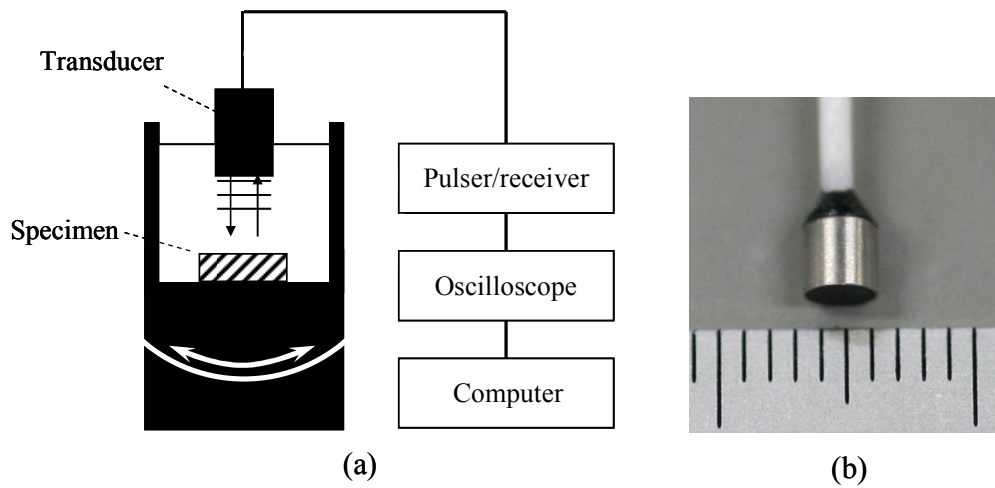 Transducer
Pulser/receiver
Specimen
Oscilloscope
Computer
(a)
(b)